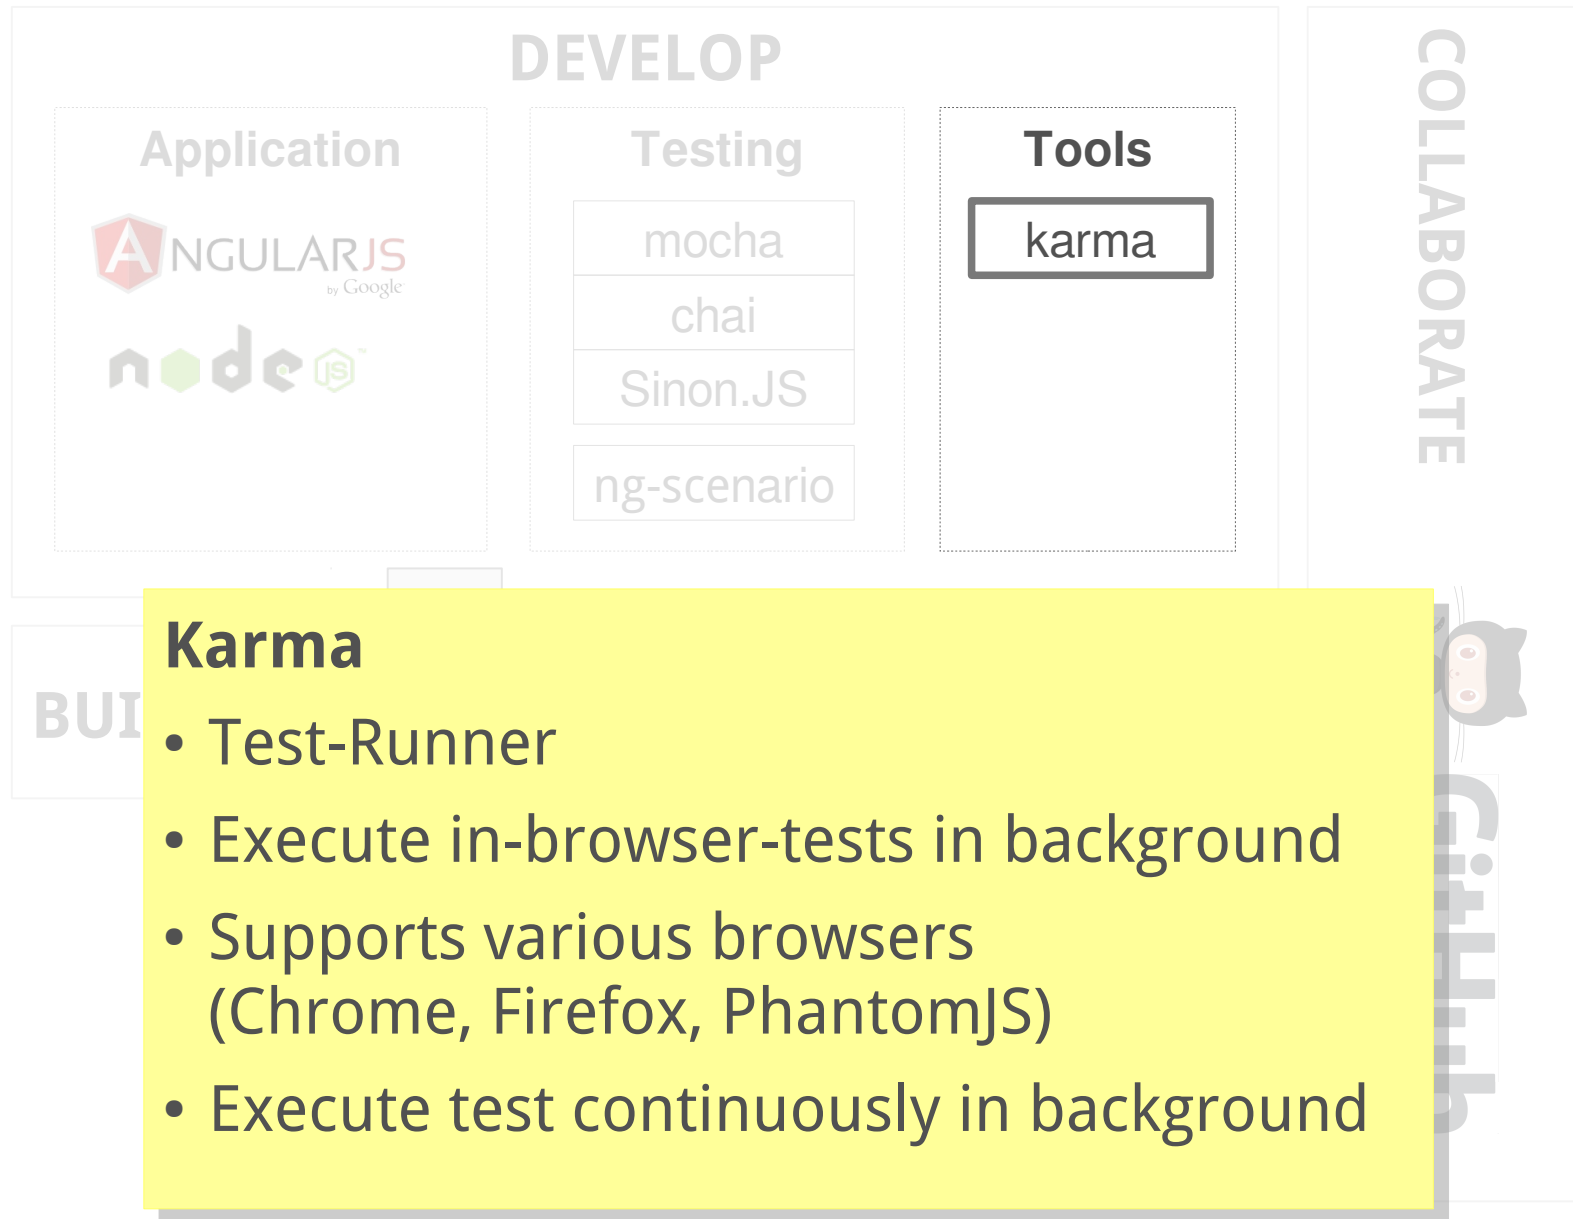 DEVELOP
Application
ANGULARJS
by Google
node JS
Testing
mocha
chai
Sinon.JS
ng-scenario
Tools
karma
COLLABORATE
BUI
Karma
• Test-Runner
• Execute in-browser-tests in background
• Supports various browsers
(Chrome, Firefox, PhantomJS)
• Execute test continuously in background
GitHub